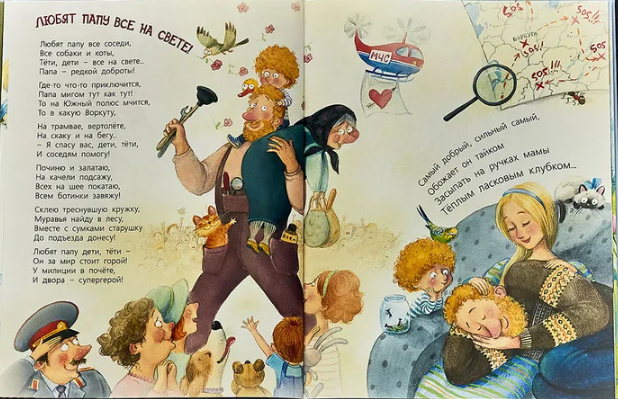 ЛЮБЯТ ПАПУ ВСЕ НА СВЕТЕ!
Любят папу все соседи,
Все собаки и коты,
Тёти, дети – все на свете...
Папа – редкой доброты!
Где-то что-то приключится,
Папа мигом тут как тут!
То на Южный полюс мчится,
То в какую Воркуту,
На трамвае, вертолёте,
На скаку и на бегу...
– Я спасу вас, дети, тёти,
И соседям помогу!
Починю и залатаю,
На качели подсажу,
Всех на шее покатаю,
Всем ботинки завяжу!
Склею треснувшую кружку,
Муравья найду в лесу,
Вместе с сумками старушку
До подъезда донесу!
Любят папу дети, тёти –
Он за мир стоит горой!
У милиции в почёте,
И двора – супергерой!
МЧС
ВОРКУТА
SOS!
SOS!
SOS!!!
SOS!!
Самый добрый, сильный самый,
Обожает он тайком
Засыпать на ручках мамы
Тёплым ласковым клубком...